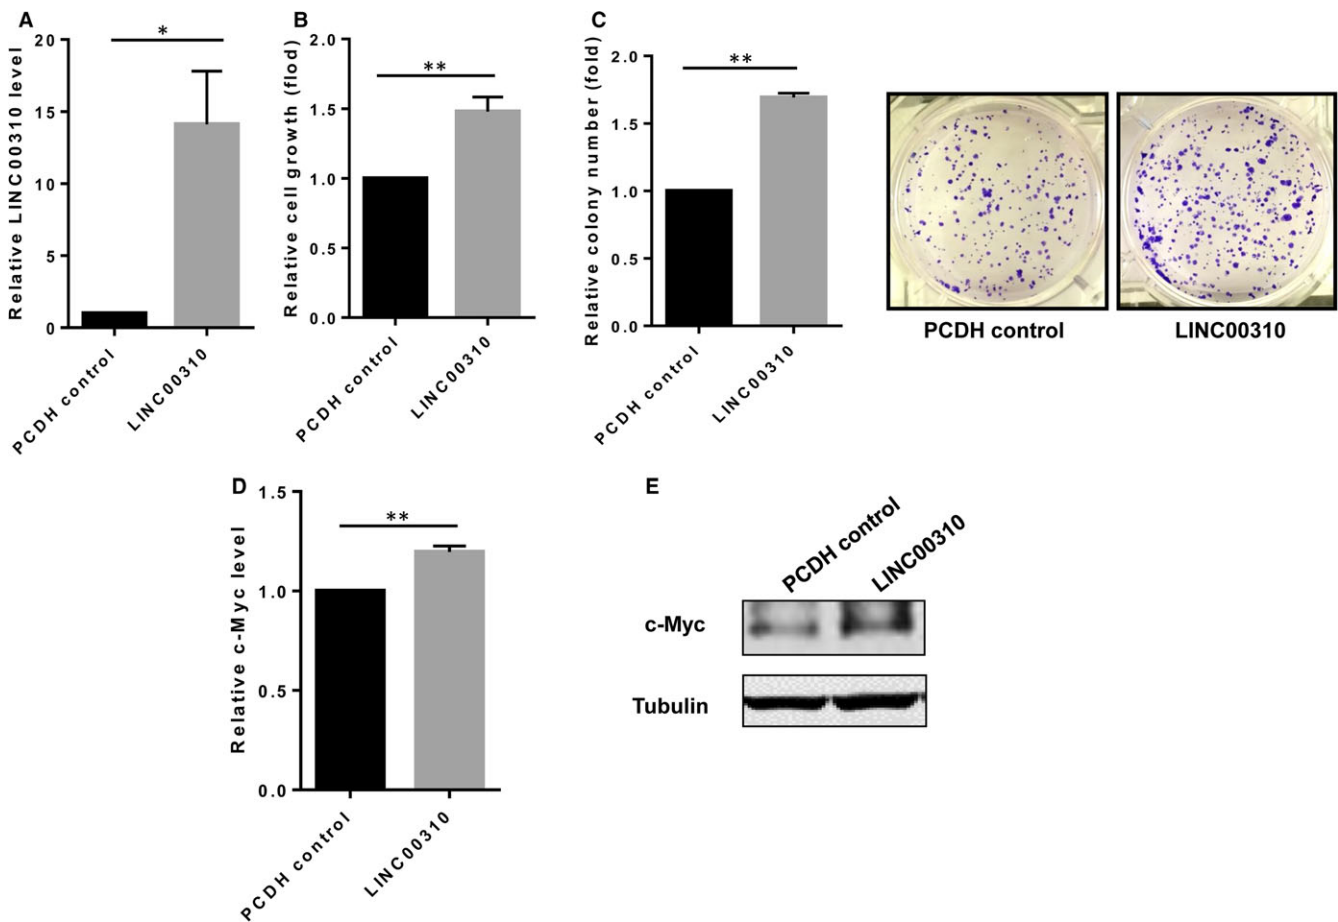 A
Relative LINC00310 level
20
15
10
5
0
*
PCDH control
LINC00310
B
Relative cell growth (flod)
2.0
1.5
1.0
0.5
0.0
**
PCDH control
LINC00310
C
Relative colony number (fold)
2.0
1.5
1.0
0.5
0.0
**
PCDH control
LINC00310
PCDH control
LINC00310
D
Relative c-Myc level
1.5
1.0
0.5
0.0
**
PCDH control
LINC00310
E
PCDH control
LINC00310
c-Myc
Tubulin